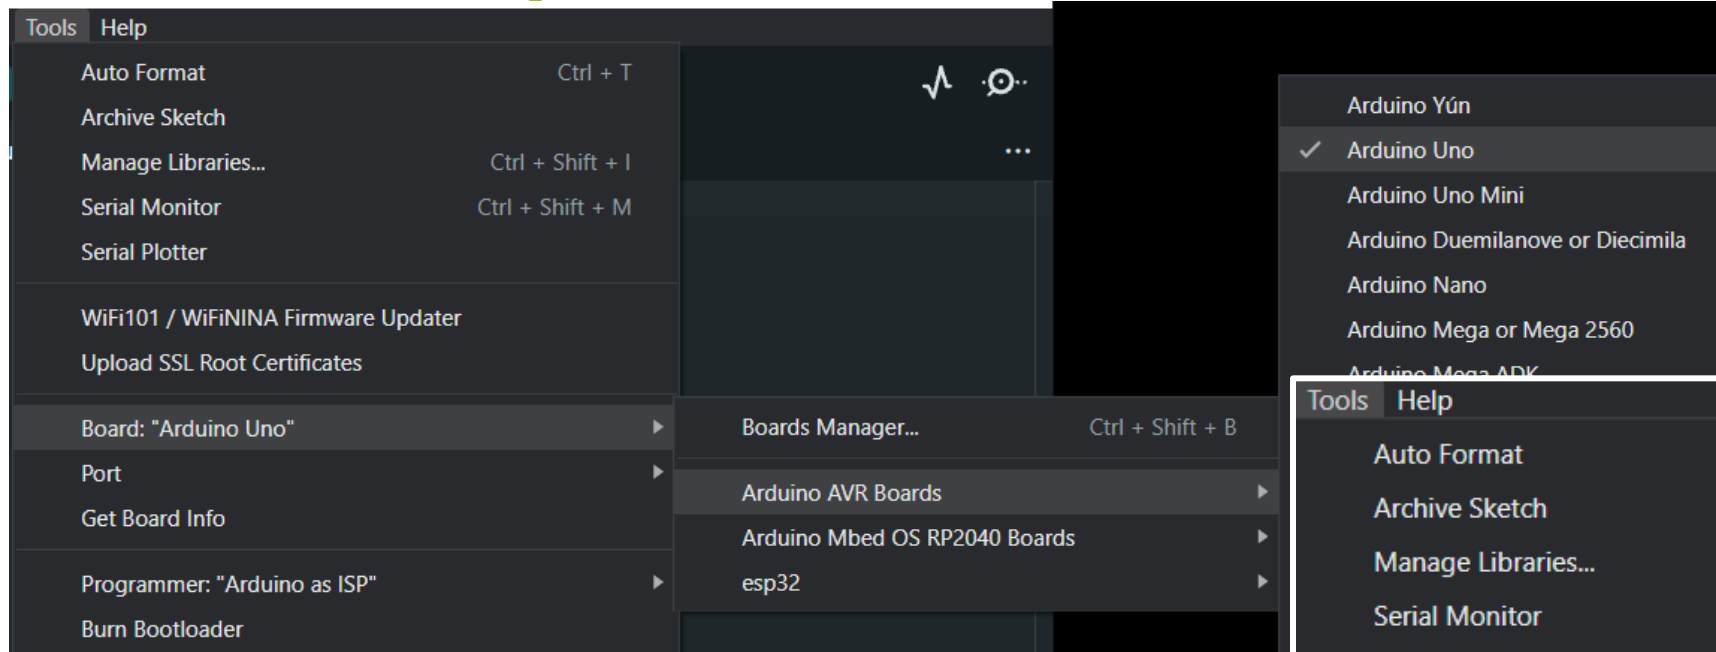 Tools Help
Auto Format Ctrl + T
Archive Sketch
Manage Libraries... Ctrl + Shift + I
Serial Monitor Ctrl + Shift + M
Serial Plotter
WiFi101 / WiFiNINA Firmware Updater
Upload SSL Root Certificates
Board: "Arduino Uno"
Port
Get Board Info
Programmer: "Arduino as ISP"
Burn Bootloader
Boards Manager... Ctrl + Shift + B
Arduino AVR Boards
Arduino Mbed OS RP2040 Boards
esp32
Arduino Yún
Arduino Uno
Arduino Uno Mini
Arduino Duemilanove or Diecimila
Arduino Nano
Arduino Mega or Mega 2560
Arduino Mega ADK
Tools Help
Auto Format
Archive Sketch
Manage Libraries...
Serial Monitor